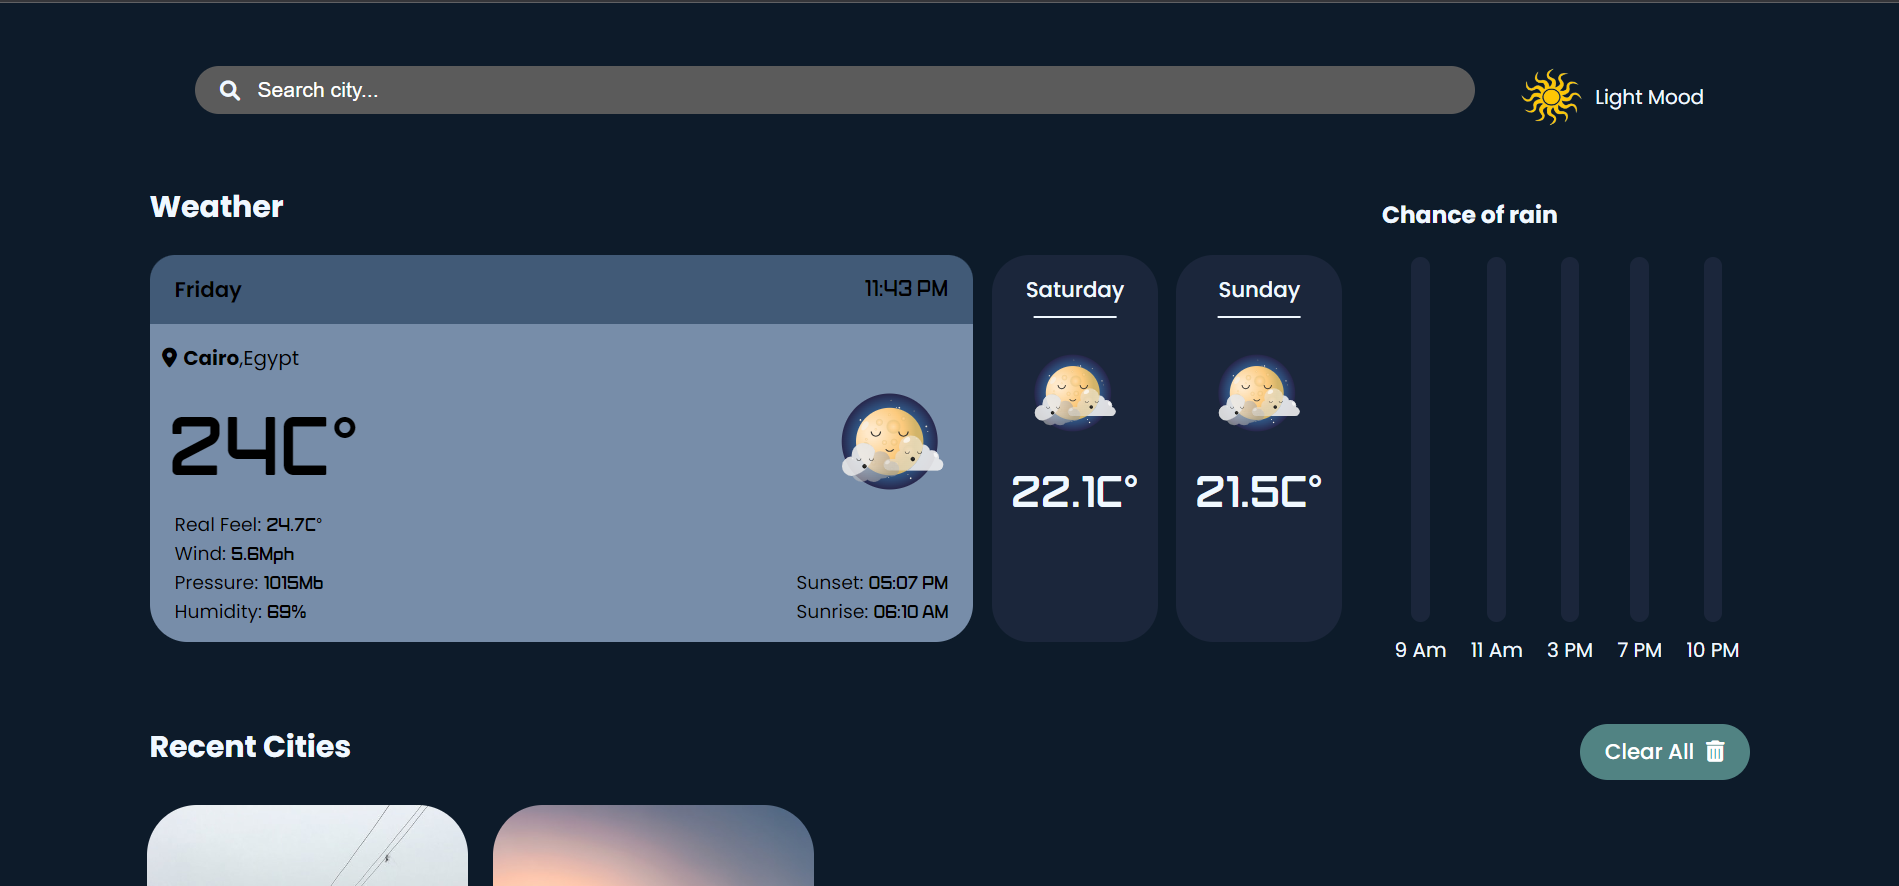 Search city...
Light Mood
Weather
Chance of rain
Friday
11:43 PM
Cairo,Egypt
24C°
Real Feel: 24.7C°
Wind: 5.6Mph
Pressure: 1015Mb
Humidity: 69%
Sunset: 05:07 PM
Sunrise: 06:10 AM
Saturday
22.1C°
Sunday
21.5C°
9 Am
11 Am
3 PM
7 PM
10 PM
Recent Cities
Clear All